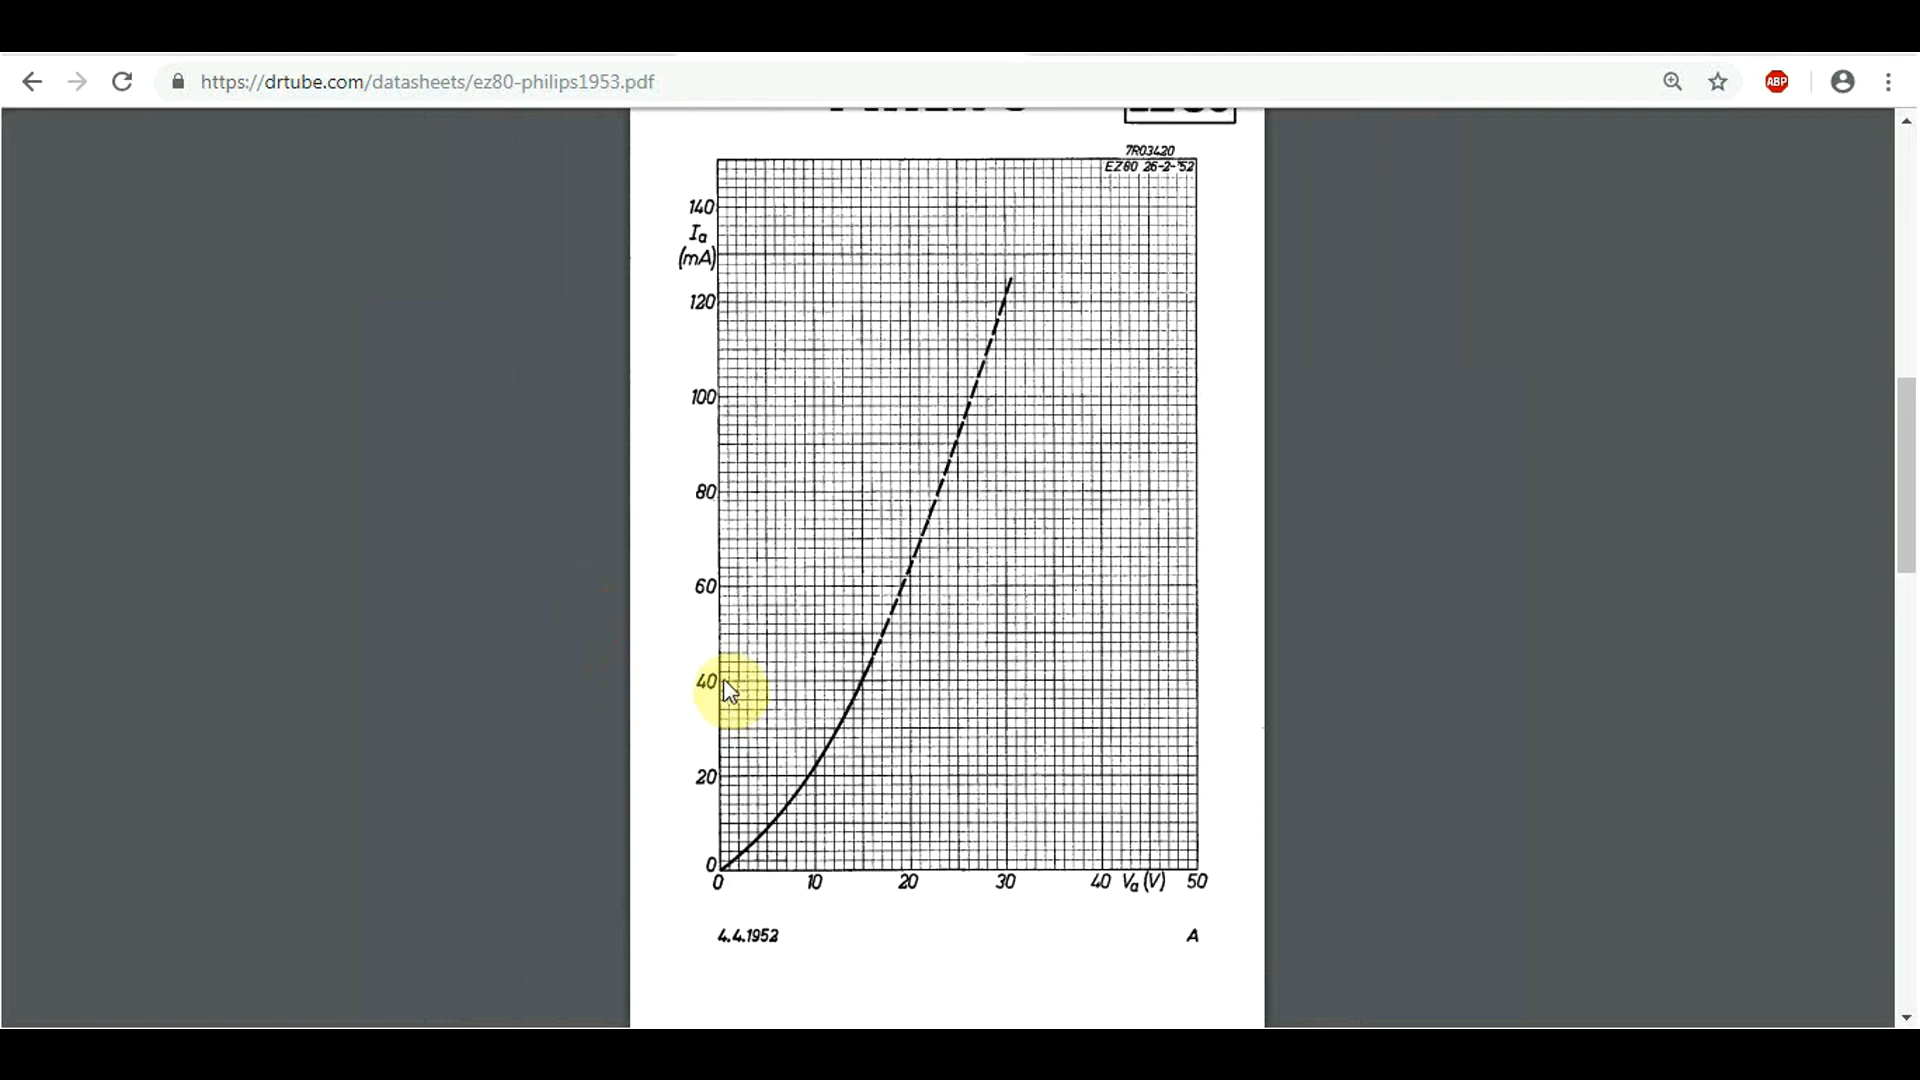 https://drtube.com/datasheets/ez80-philips1953.pdf
ABP
7R03420
EZ80 26-2-'52
140
Ia
(mA)
120
100
80
60
40
20
0
0 10 20 30 40 Va (V) 50
4.4.1952 A